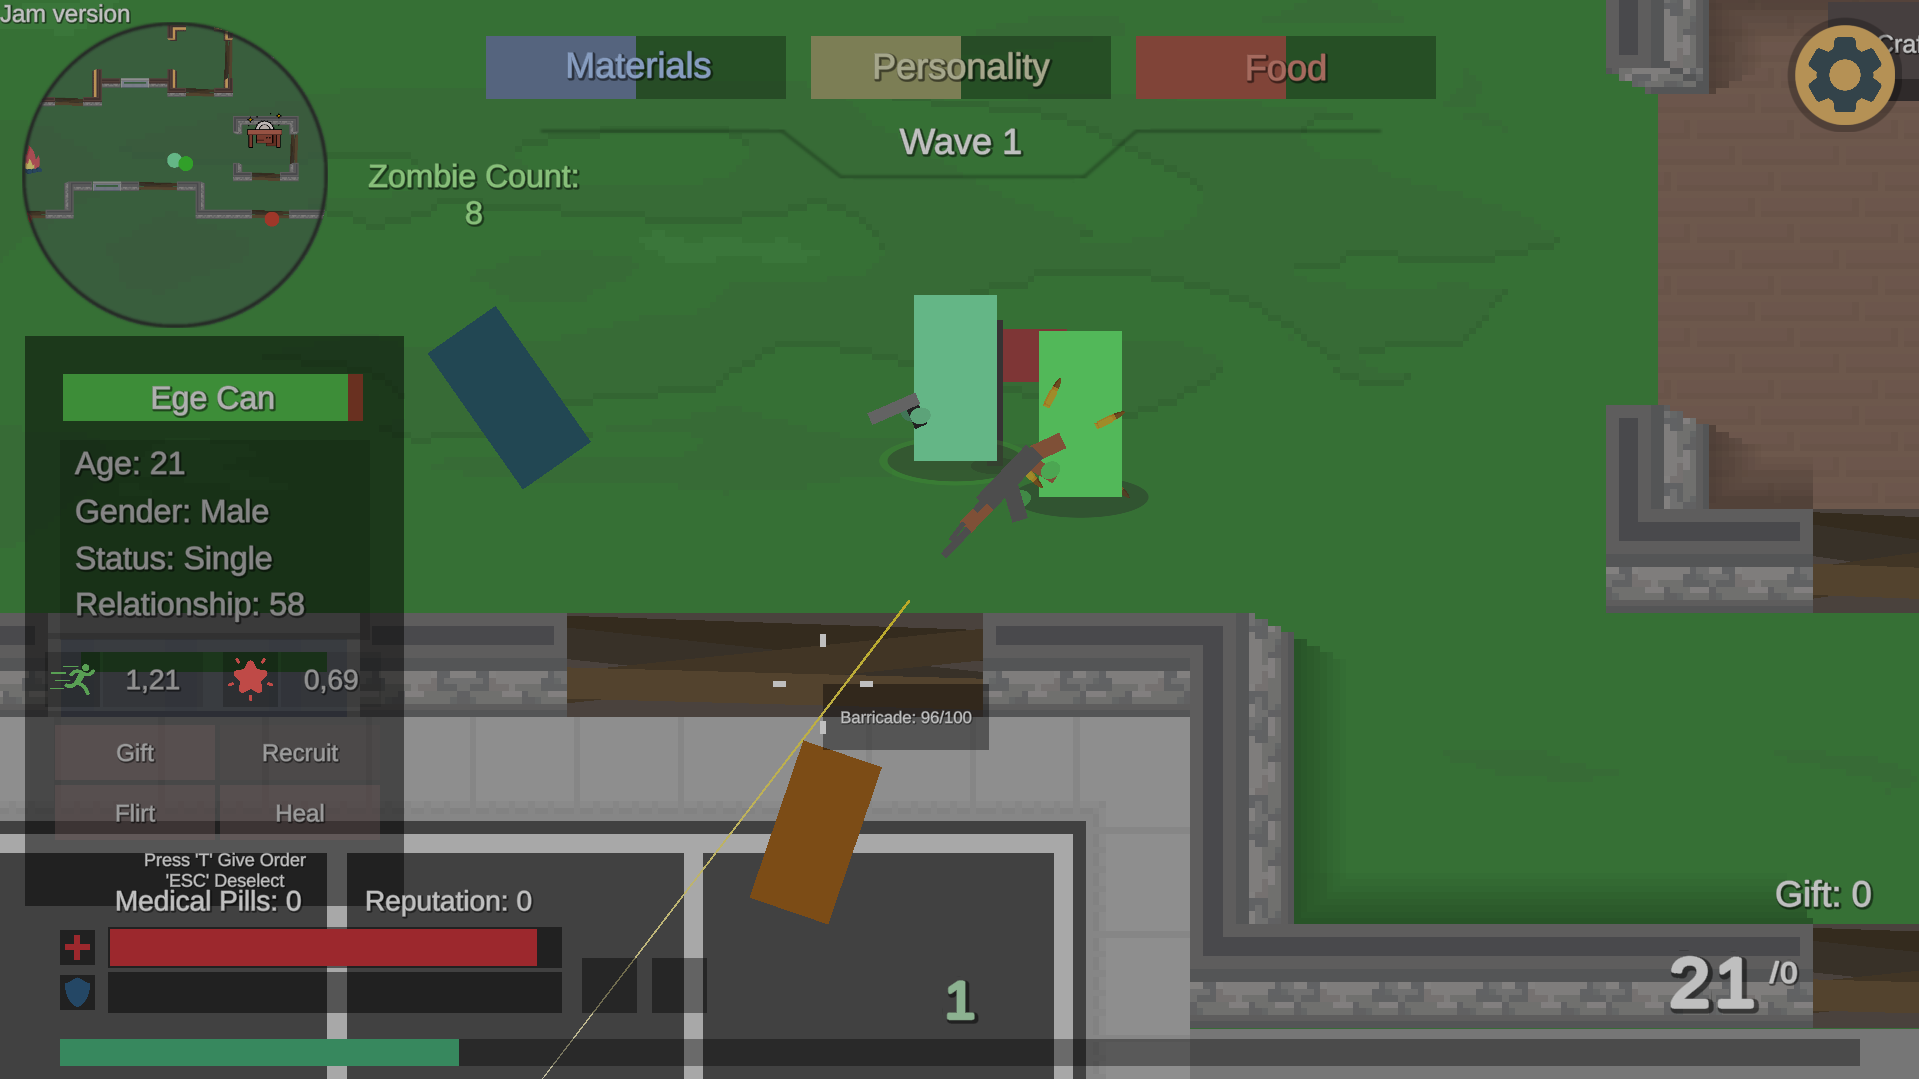 Jam version
Materials
Personality
Food
Craf
Wave 1
Zombie Count:
8
Ege Can
Age: 21
Gender: Male
Status: Single
Relationship: 58
1,21
0,69
Gift
Recruit
Flirt
Heal
Press 'T' Give Order
'ESC' Deselect
Barricade: 96/100
Medical Pills: 0
Reputation: 0
Gift: 0
21 /0
1